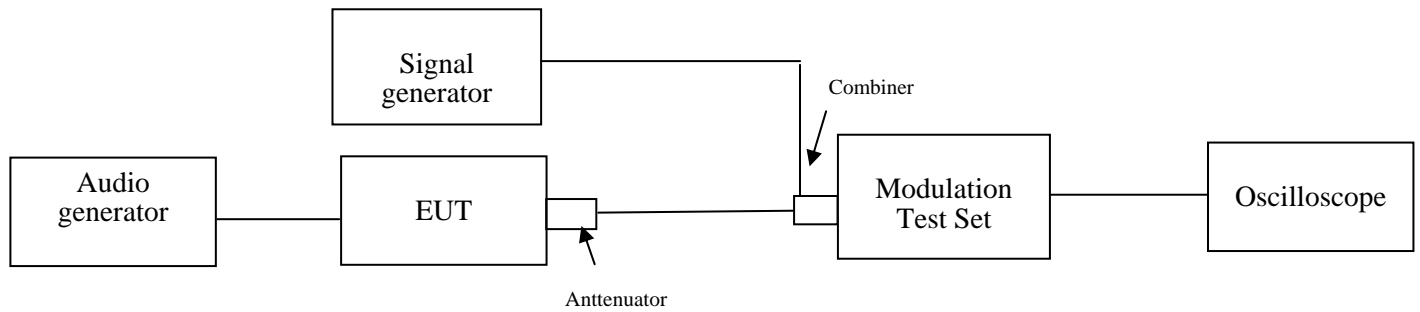 Signal
generator
Combiner
Audio
generator
EUT
Modulation
Test Set
Oscilloscope
Anttenuator